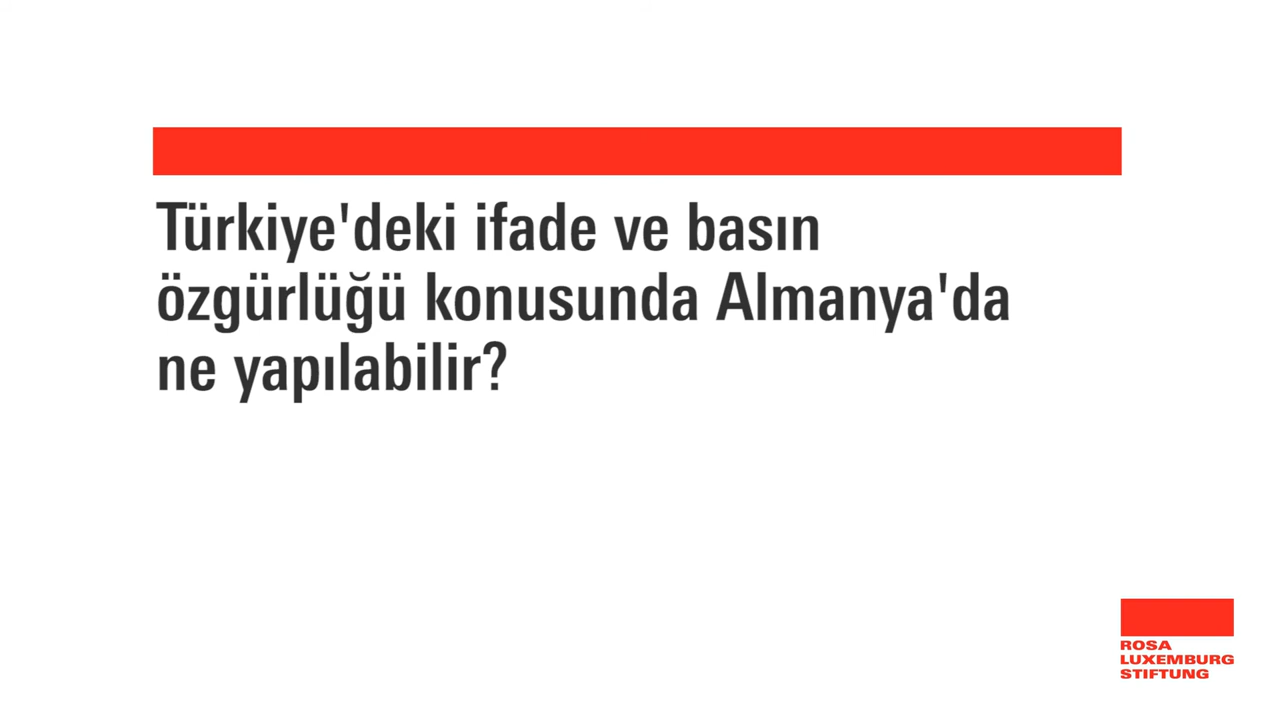 Türkiye'deki ifade ve basın
özgürlüğü konusunda Almanya'da
ne yapılabilir?
ROSA
LUXEMBURG
STIFTUNG